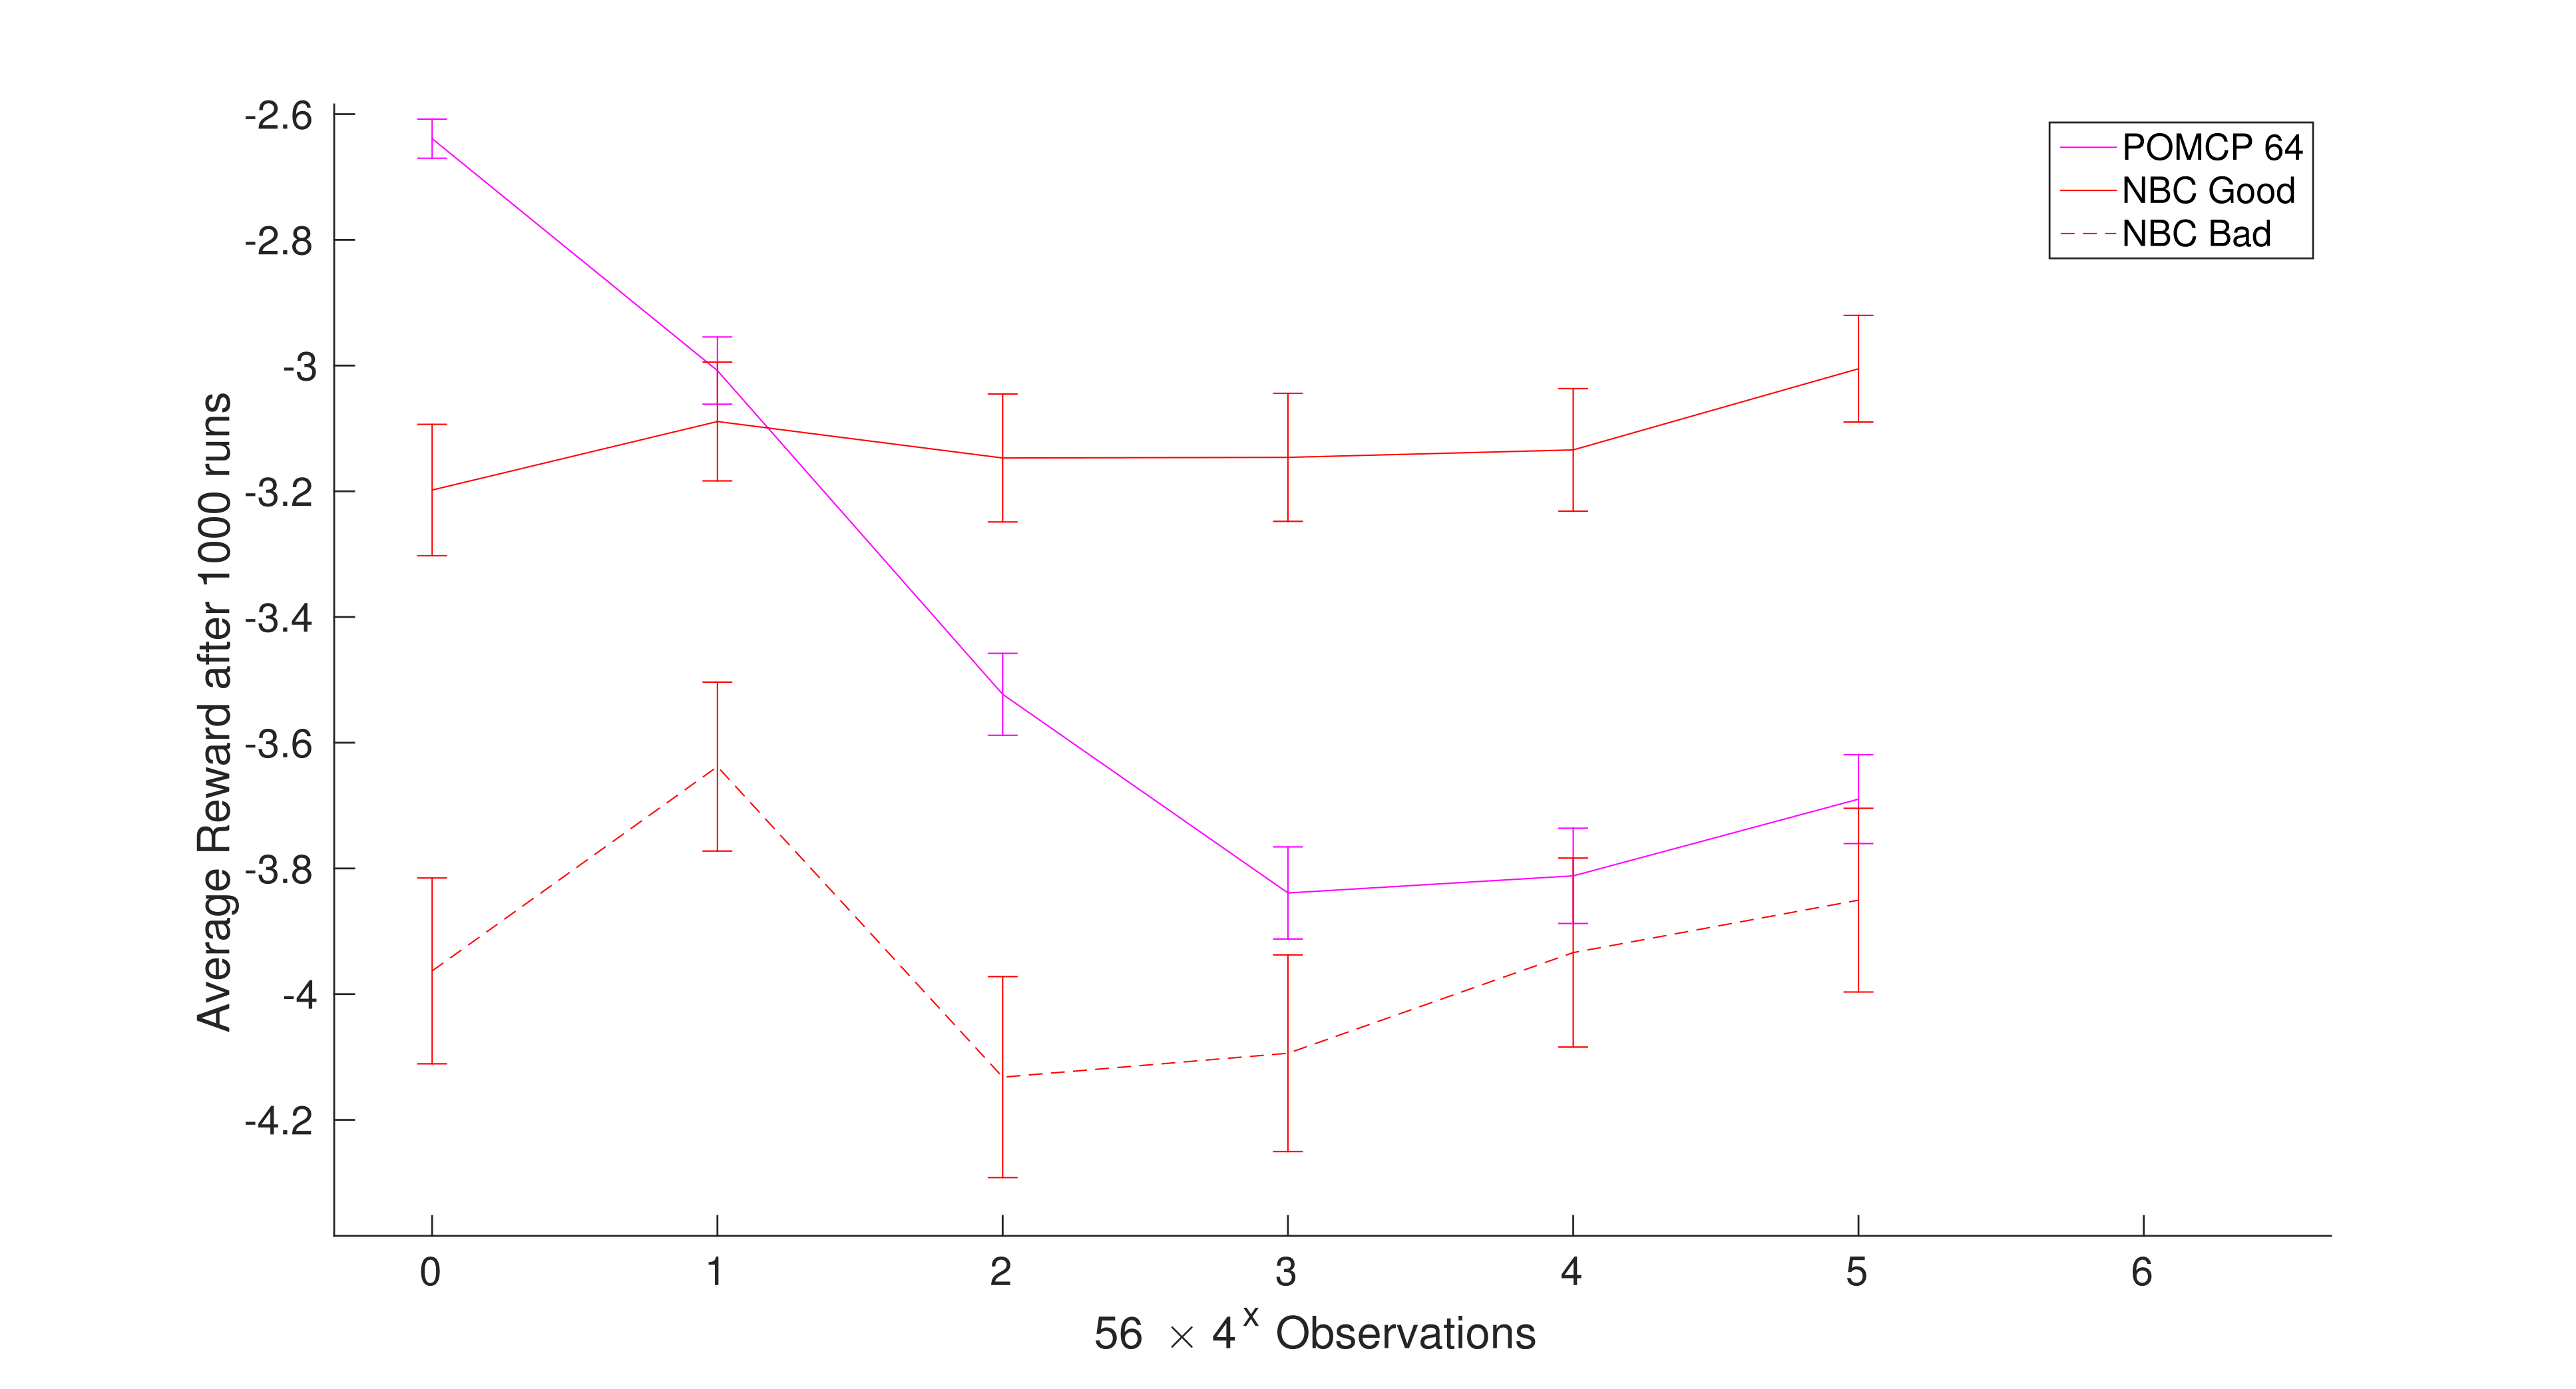 -2.6
-2.8
-3
-3.2
-3.4
-3.6
-3.8
-4
-4.2
Average Reward after 1000 runs
0 1 2 3 4 5 6
56 × 4^x Observations
POMCP 64
NBC Good
NBC Bad